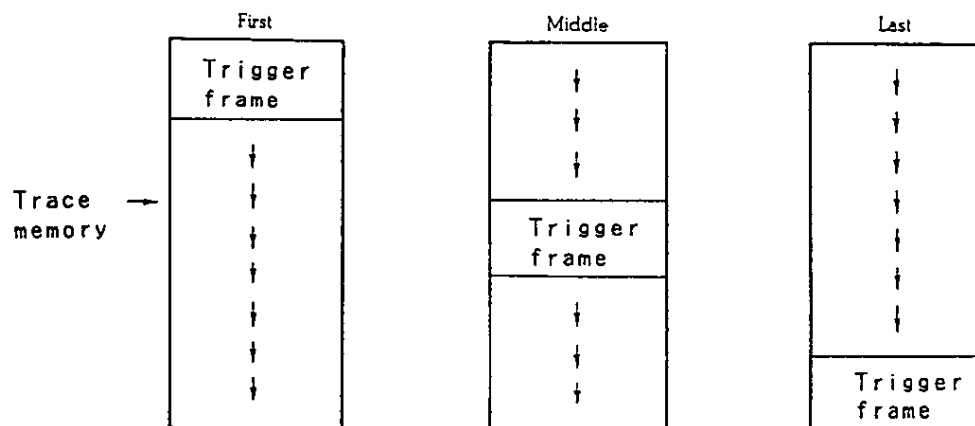 First
Middle
Last
Trigger
frame
Trace
memory
Trigger
frame
Trigger
frame